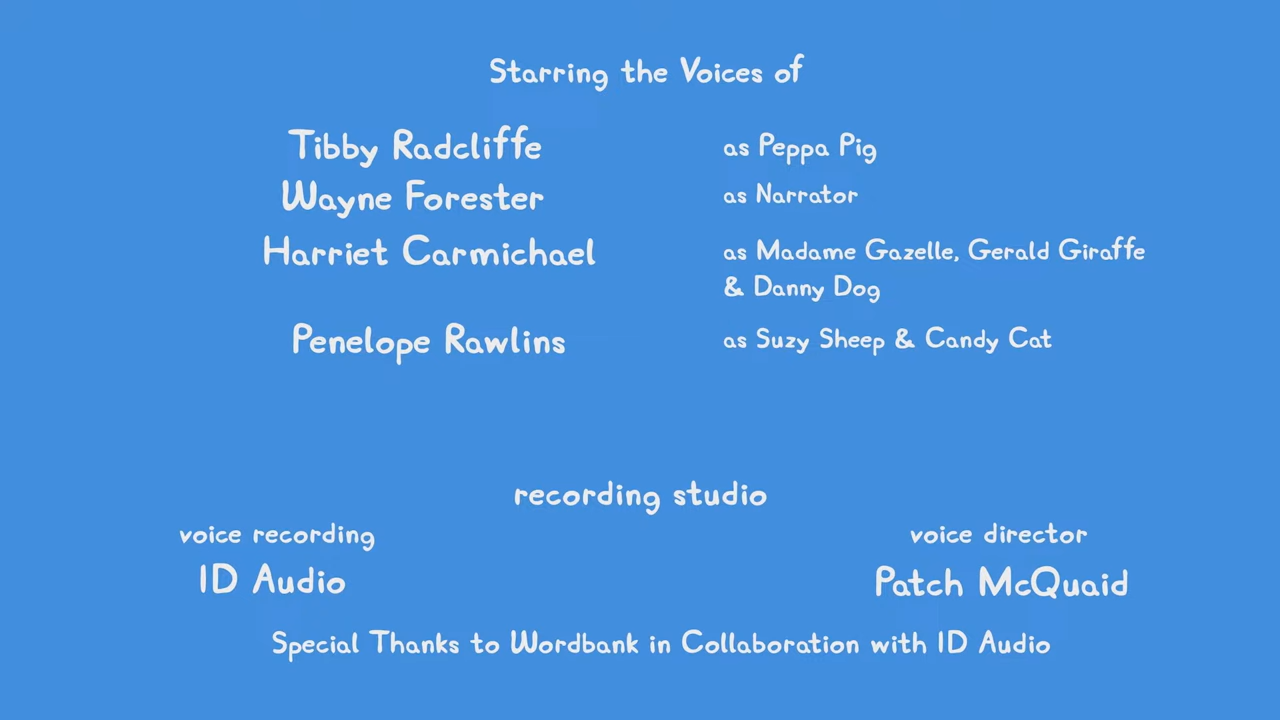 Starring the Voices of
Tibby Radcliffe as Peppa Pig
Wayne Forester as Narrator
Harriet Carmichael as Madame Gazelle, Gerald Giraffe
& Danny Dog
Penelope Rawlins as Suzy Sheep & Candy Cat
recording studio
voice recording voice director
ID Audio Patch McQuaid
Special Thanks to Wordbank in Collaboration with ID Audio